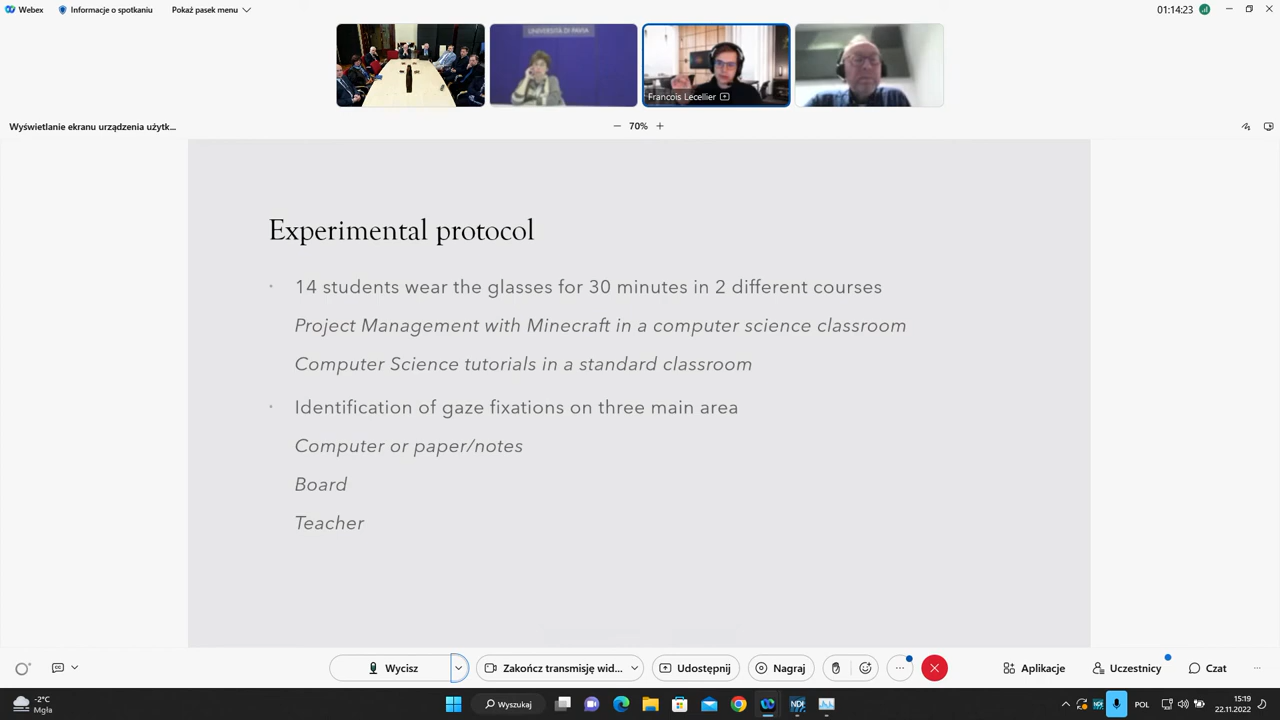 Webex
Informacje o spotkaniu
Pokaż pasek menu
01:14:23
UNIVERSITÀ DI PAVIA
Francois Lecellier
Wyświetlanie ekranu urządzenia użytk...
70%
Experimental protocol
• 14 students wear the glasses for 30 minutes in 2 different courses
Project Management with Minecraft in a computer science classroom
Computer Science tutorials in a standard classroom
• Identification of gaze fixations on three main area
Computer or paper/notes
Board
Teacher
Wycisz
Zakończ transmisję wid...
Udostępnij
Nagraj
Aplikacje
Uczestnicy
Czat
-2°C
Mgła
Wyszukaj
POL
15:19
22.11.2022